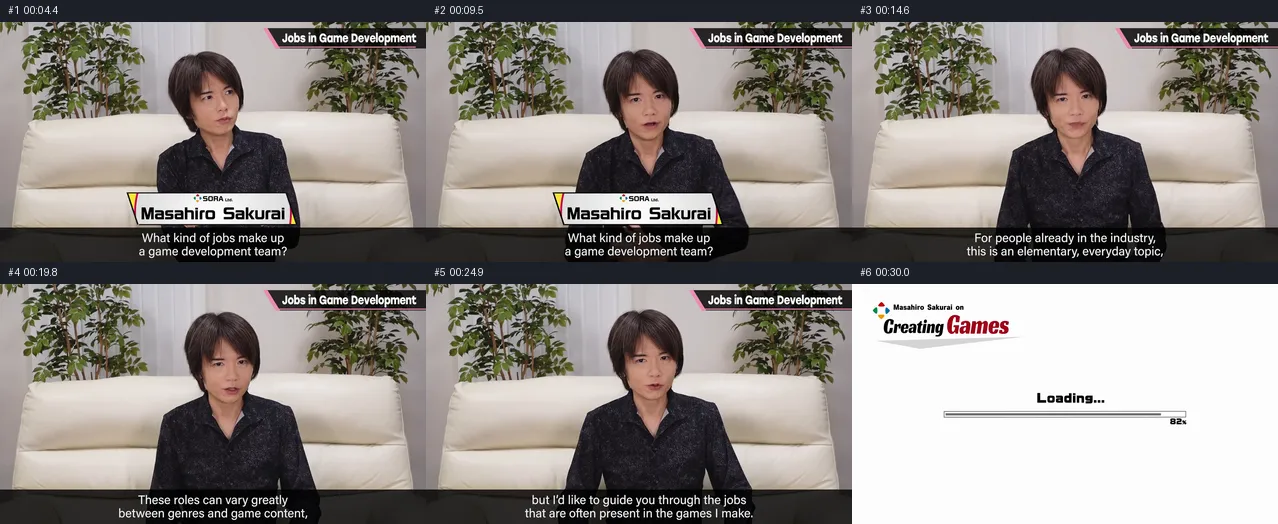 #1 00:04.4
Jobs in Game Development
SORA Ltd.
Masahiro Sakurai
What kind of jobs make up
a game development team?
#2 00:09.5
Jobs in Game Development
SORA Ltd.
Masahiro Sakurai
What kind of jobs make up
a game development team?
#3 00:14.6
Jobs in Game Development
For people already in the industry,
this is an elementary, everyday topic,
#4 00:19.8
Jobs in Game Development
These roles can vary greatly
between genres and game content,
#5 00:24.9
Jobs in Game Development
but I'd like to guide you through the jobs
that are often present in the games I make.
#6 00:30.0
Masahiro Sakurai on
Creating Games
Loading...
82%